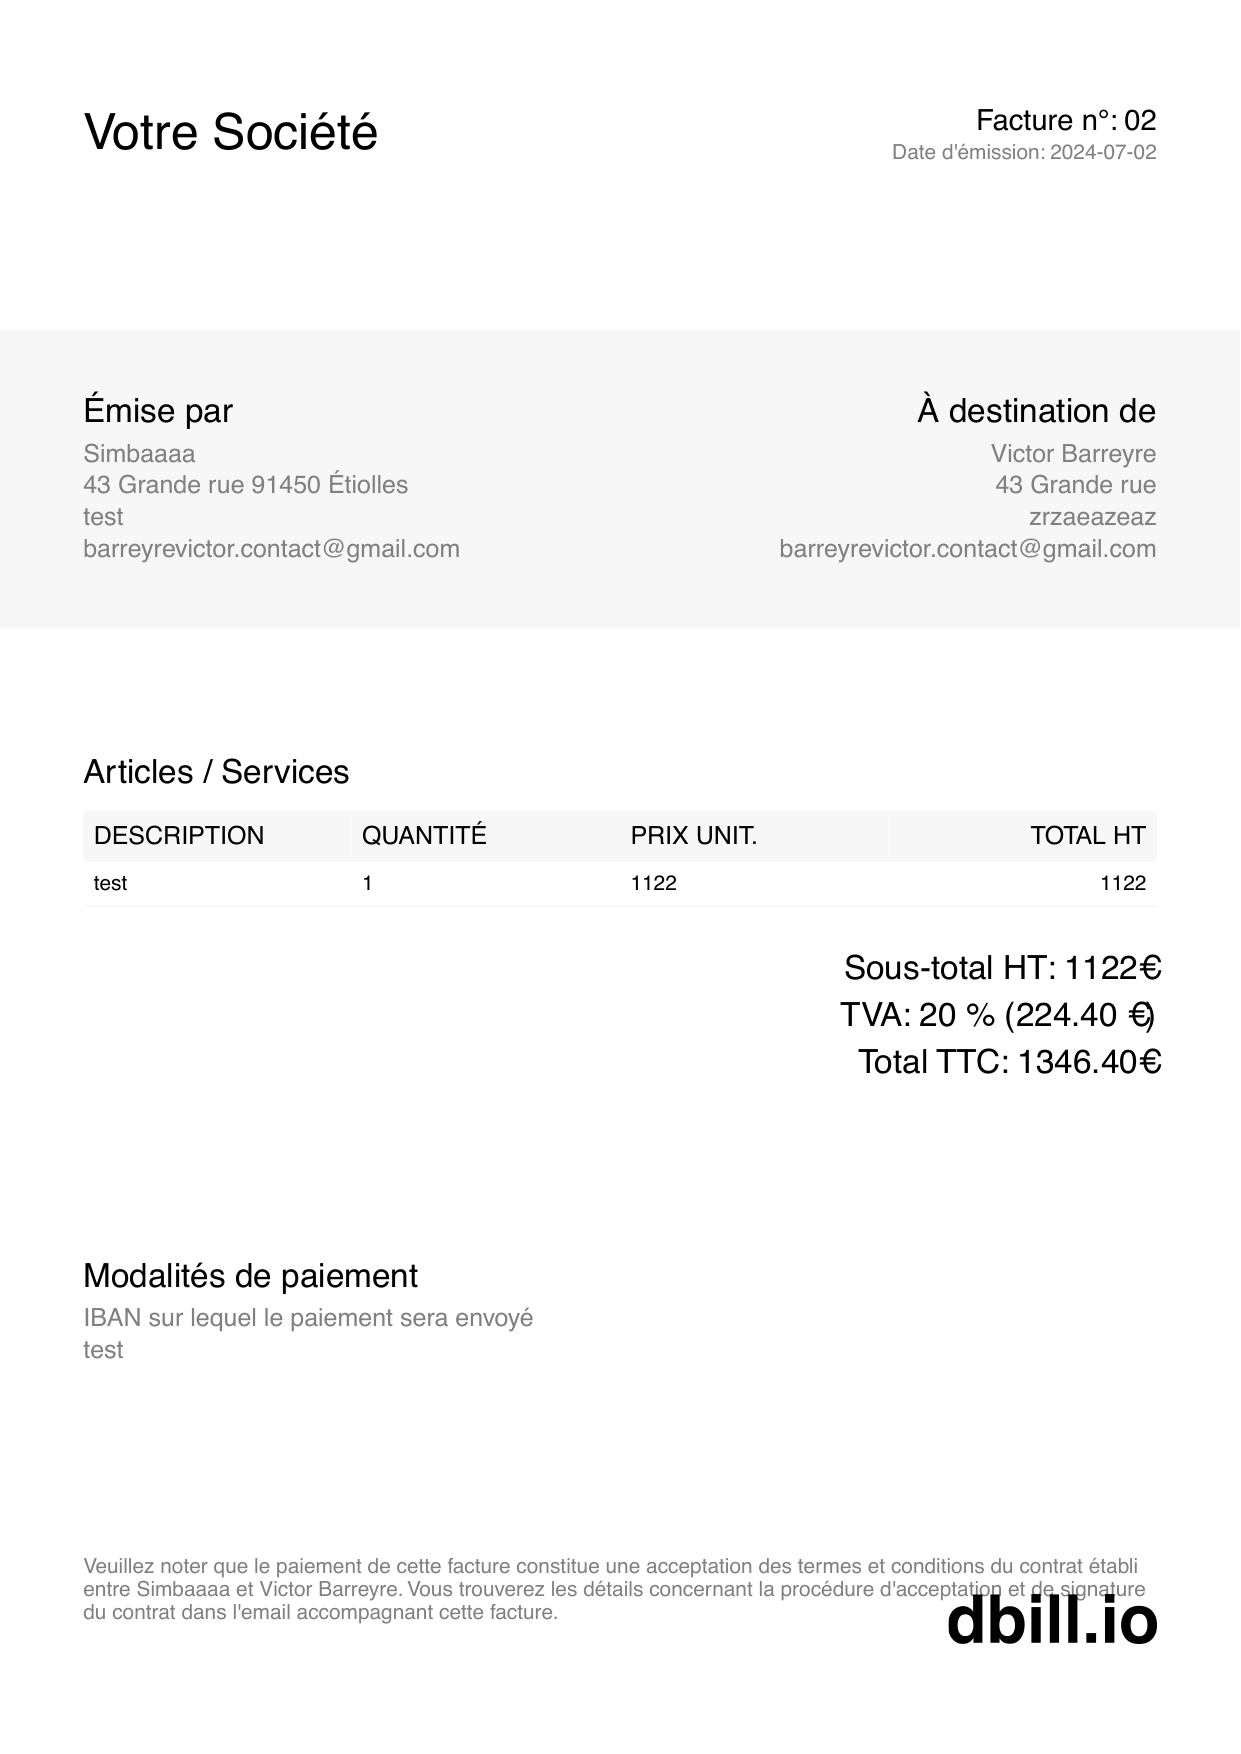 Votre Société
Facture n°: 02
Date d'émission: 2024-07-02
Émise par
Simbaaaa
43 Grande rue 91450 Étiolles
test
barreyrevictor.contact@gmail.com
À destination de
Victor Barreyre
43 Grande rue
zrzaeazeaz
barreyrevictor.contact@gmail.com
Articles / Services
DESCRIPTION QUANTITÉ PRIX UNIT. TOTAL HT
test 1 1122 1122
Sous-total HT: 1122€
TVA: 20 % (224.40 €)
Total TTC: 1346.40€
Modalités de paiement
IBAN sur lequel le paiement sera envoyé
test
Veuillez noter que le paiement de cette facture constitue une acceptation des termes et conditions du contrat établi
entre Simbaaaa et Victor Barreyre. Vous trouverez les détails concernant la procédure d'acceptation et de signature
du contrat dans l'email accompagnant cette facture.
dbill.io